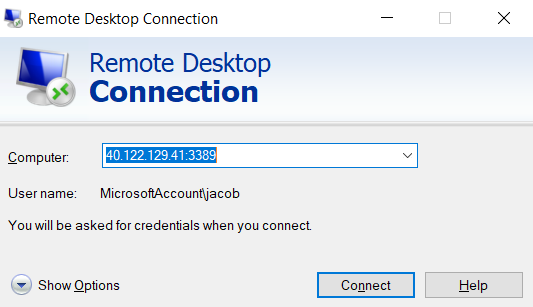 Remote Desktop Connection
Remote Desktop
Connection
Computer: 40.122.129.41:3389
User name: MicrosoftAccount\jacob
You will be asked for credentials when you connect.
Show Options Connect Help